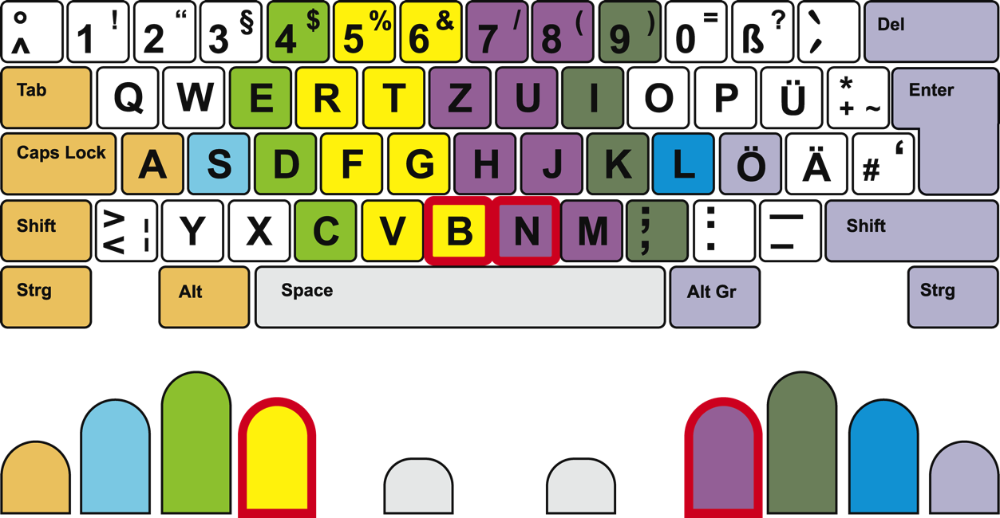 ° ^ 1 ! 2 “ 3 § 4 $ 5 % 6 & 7 / 8 ( 9 ) 0 = ß ? ` ´ Del
Tab Q W E R T Z U I O P Ü * + ~ Enter
Caps Lock A S D F G H J K L Ö Ä # ‘
Shift > < ¦ Y X C V B N M ; ; : . — – Shift
Strg Alt Space Alt Gr Strg